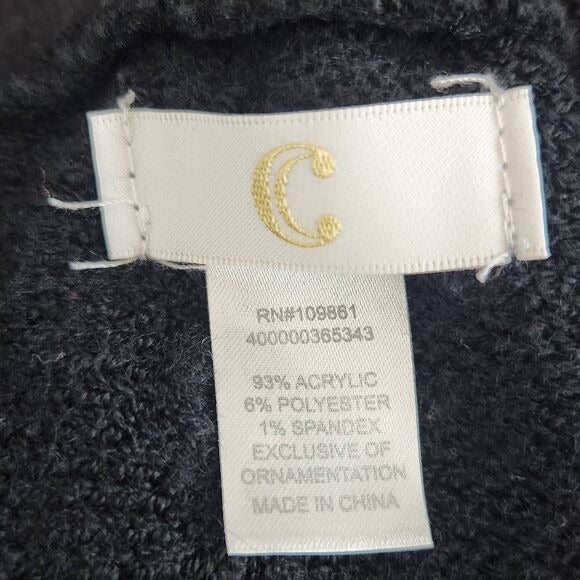 C
RN#109861
400000365343
93% ACRYLIC
6% POLYESTER
1% SPANDEX
EXCLUSIVE OF
ORNAMENTATION
MADE IN CHINA